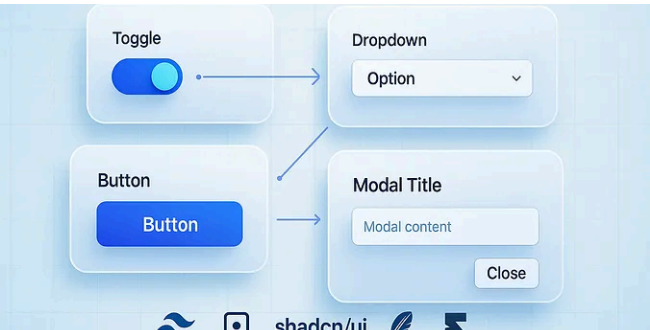 Toggle
Dropdown
Option
Button
Button
Modal Title
Modal content
Close
shadcn/ui